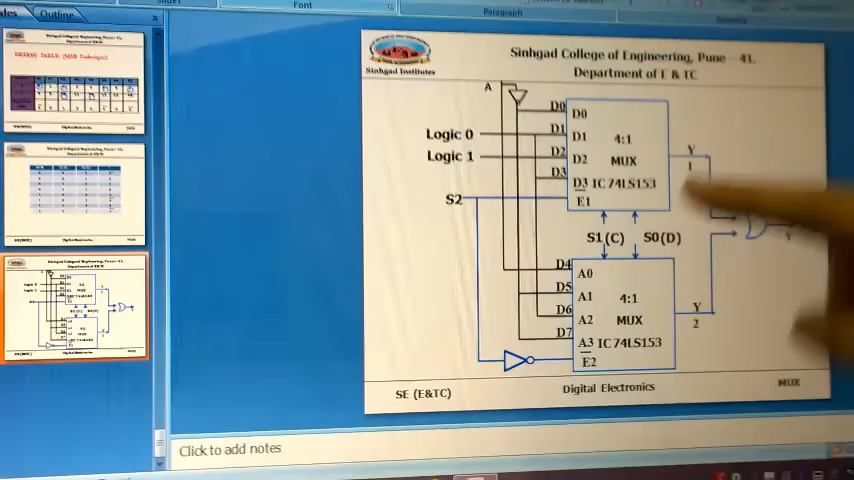 Slides
Font
Paragraph
Outline
Sinhgad Institutes
Sinhgad College of Engineering, Pune – 41.
Department of E & TC
A
D0
D0
Logic 0
D1
D1
4:1
Y
Logic 1
D2
D2
MUX
1
D3
D3 IC 74LS153
S2
E1
S1(C)
S0(D)
Y
D4
A0
D5
A1
4:1
Y
D6
A2
MUX
2
D7
A3 IC 74LS153
E2
SE (E&TC)
Digital Electronics
MUX
Click to add notes